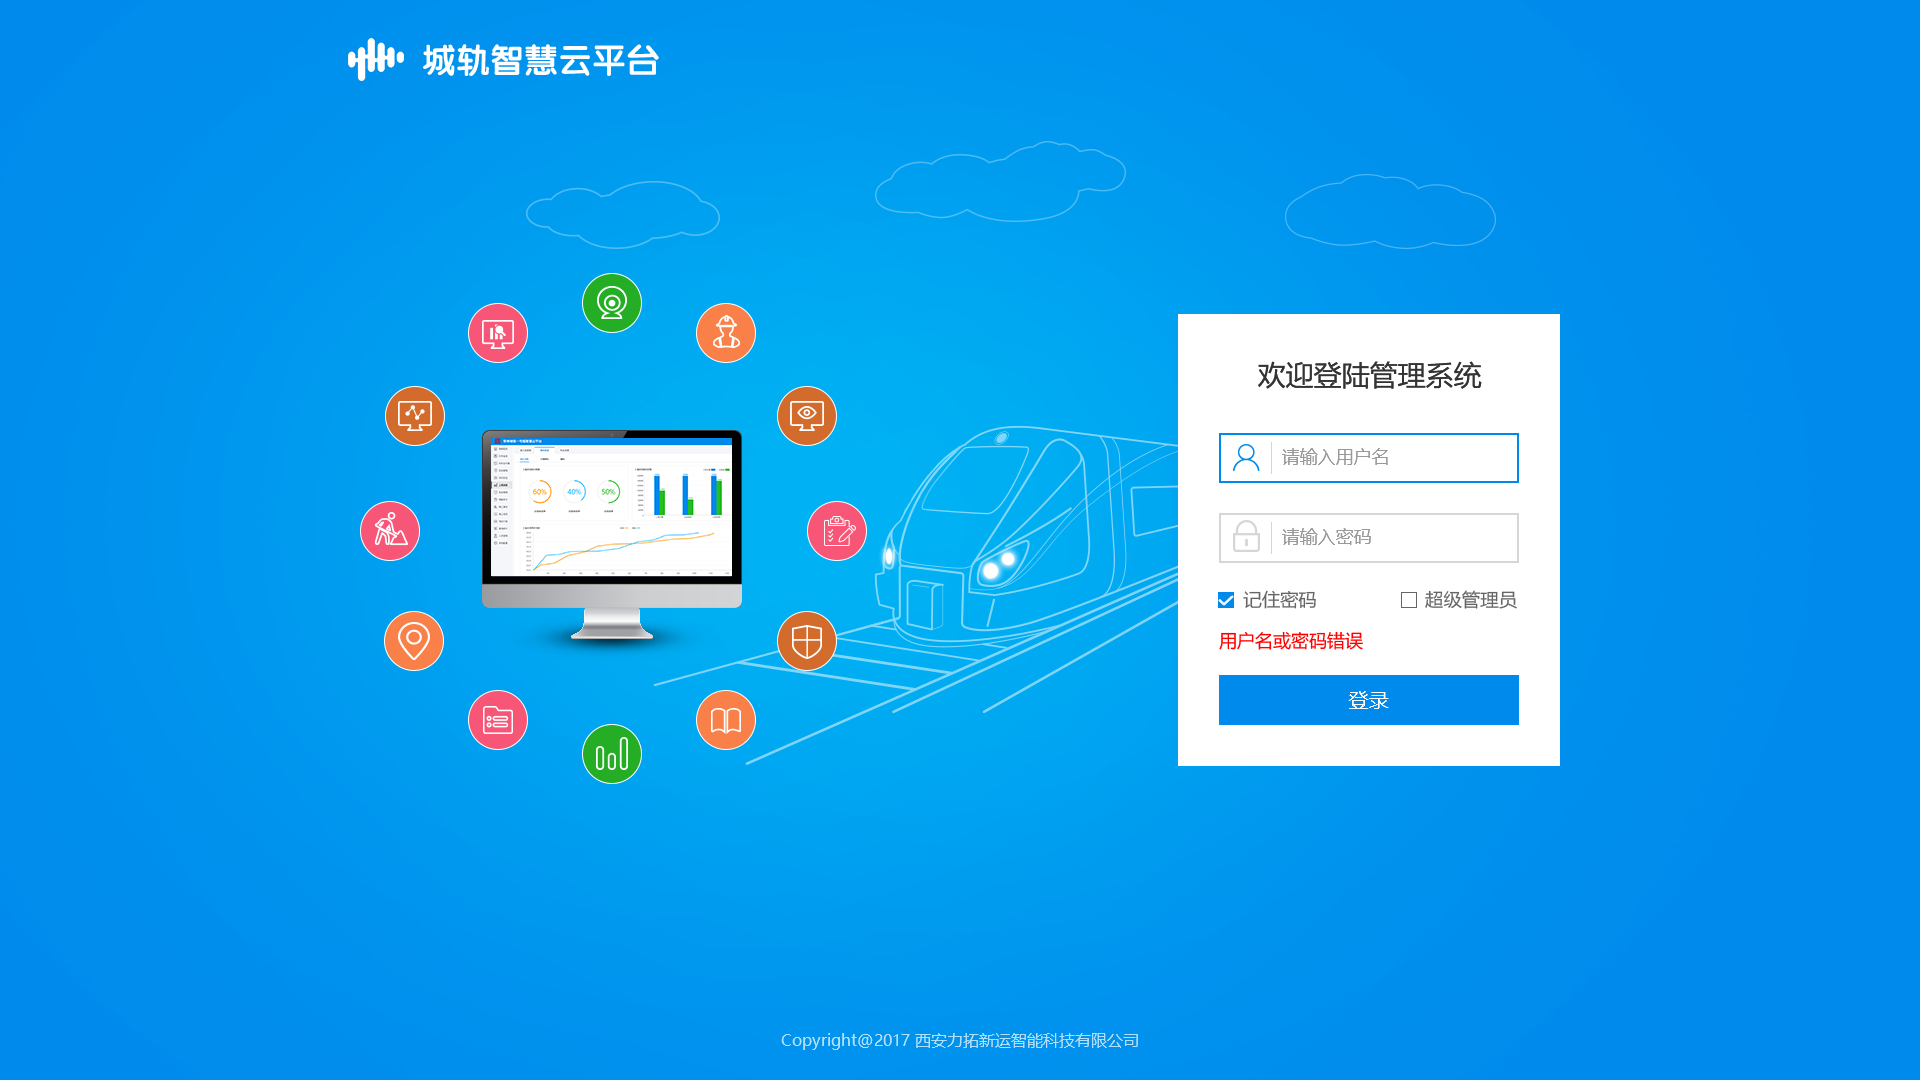 城轨智慧云平台
60%
40%
50%
欢迎登陆管理系统
请输入用户名
请输入密码
记住密码
超级管理员
用户名或密码错误
登录
Copyright@2017 西安力拓新运智能科技有限公司